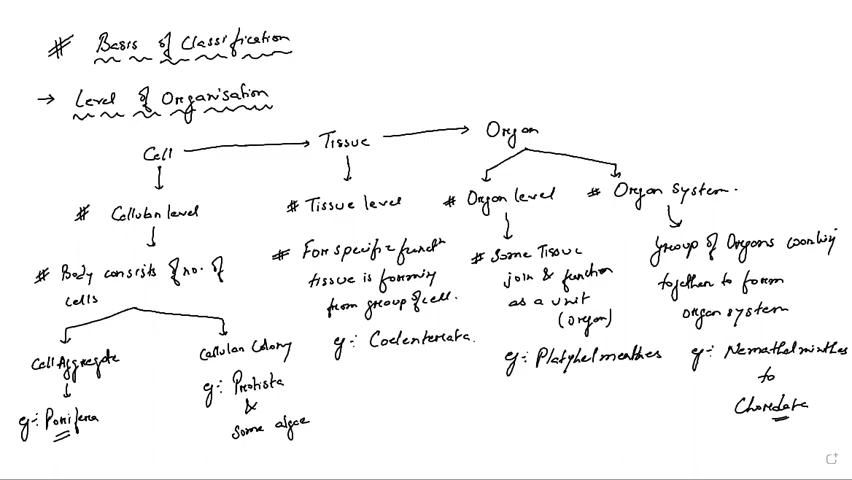 # Basis of Classification
→ Level of Organisation
Cell → Tissue → Organ
# Cellular level
# Tissue level
# Organ level
# Organ system.
# Body consists of no. of
cells
# For specific funcⁿ
tissue is forming
from group of cell.
eg:- Coelenterata.
# Some Tissue
join & function
as a unit
(organ)
eg:- Platyhelmenthes
Group of Organs working
together to form
organ system
eg:- Nemathelminthes
to
Chordata
Cell Aggregate
eg:- Porifera
Cellular Colony
eg:- Protista
&
Some algae